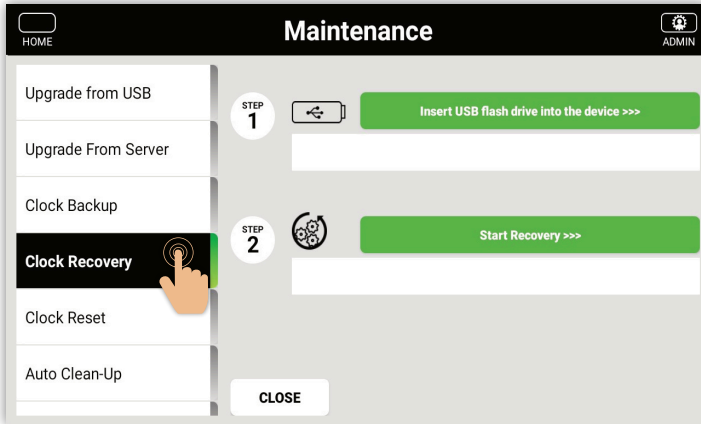 HOME
Maintenance
ADMIN
Upgrade from USB
Upgrade From Server
Clock Backup
Clock Recovery
Clock Reset
Auto Clean-Up
STEP
1
Insert USB flash drive into the device >>>
STEP
2
Start Recovery >>>
CLOSE